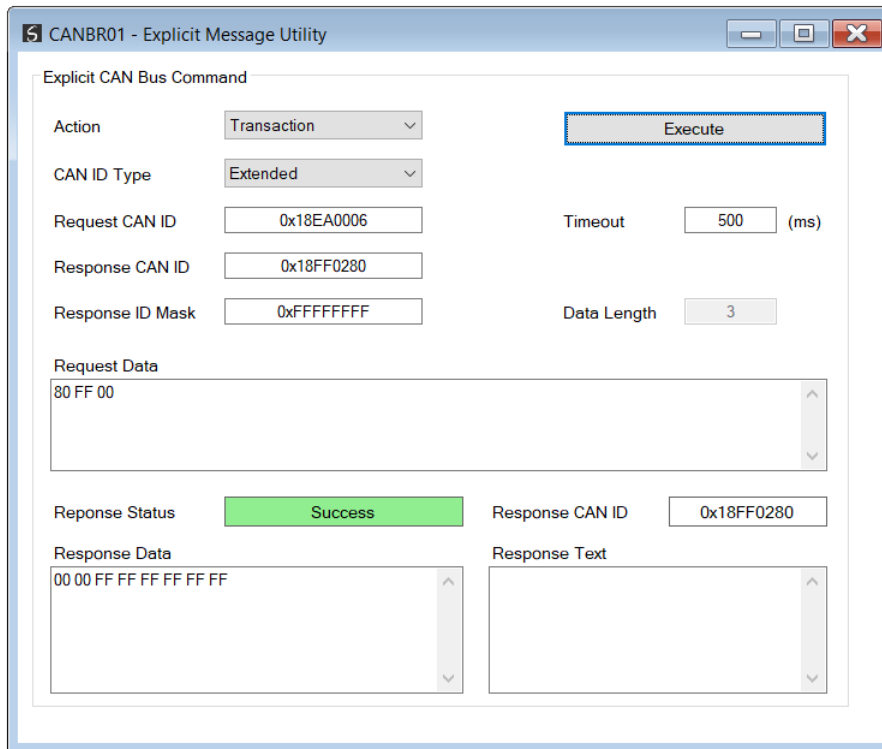 CANBR01 - Explicit Message Utility
Explicit CAN Bus Command
Action Transaction Execute
CAN ID Type Extended
Request CAN ID 0x18EA0006 Timeout 500 (ms)
Response CAN ID 0x18FF0280
Response ID Mask 0xFFFFFFFF Data Length 3
Request Data
80 FF 00
Reponse Status Success Response CAN ID 0x18FF0280
Response Data Response Text
00 00 FF FF FF FF FF FF